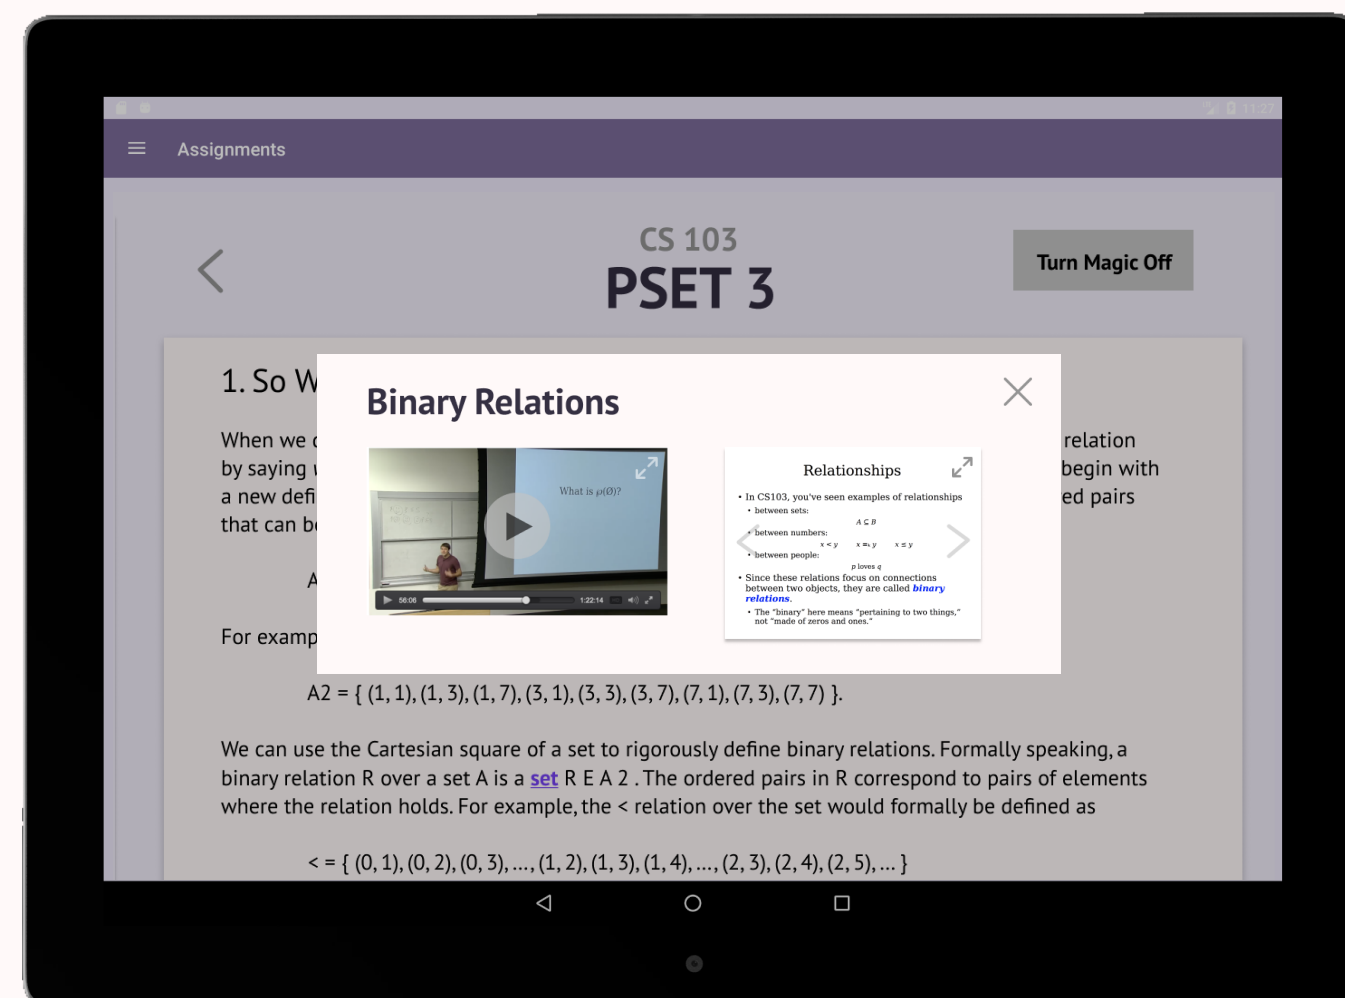 11:27
Assignments
CS 103
PSET 3
Turn Magic Off
1. So W
When we
relation
by saying
begin with
a new defi
ed pairs
that can b
A
For examp
Binary Relations
What is ℘(Ø)?
56:06
1:22:14
Relationships
• In CS103, you've seen examples of relationships
• between sets:
A ⊆ B
• between numbers:
x < y x ≡ₖ y x ≤ y
• between people:
p loves q
• Since these relations focus on connections
between two objects, they are called binary
relations.
• The "binary" here means "pertaining to two things,"
not "made of zeros and ones."
A2 = { (1, 1), (1, 3), (1, 7), (3, 1), (3, 3), (3, 7), (7, 1), (7, 3), (7, 7) }.
We can use the Cartesian square of a set to rigorously define binary relations. Formally speaking, a
binary relation R over a set A is a set R E A 2 . The ordered pairs in R correspond to pairs of elements
where the relation holds. For example, the < relation over the set would formally be defined as
< = { (0, 1), (0, 2), (0, 3), ..., (1, 2), (1, 3), (1, 4), ..., (2, 3), (2, 4), (2, 5), ... }